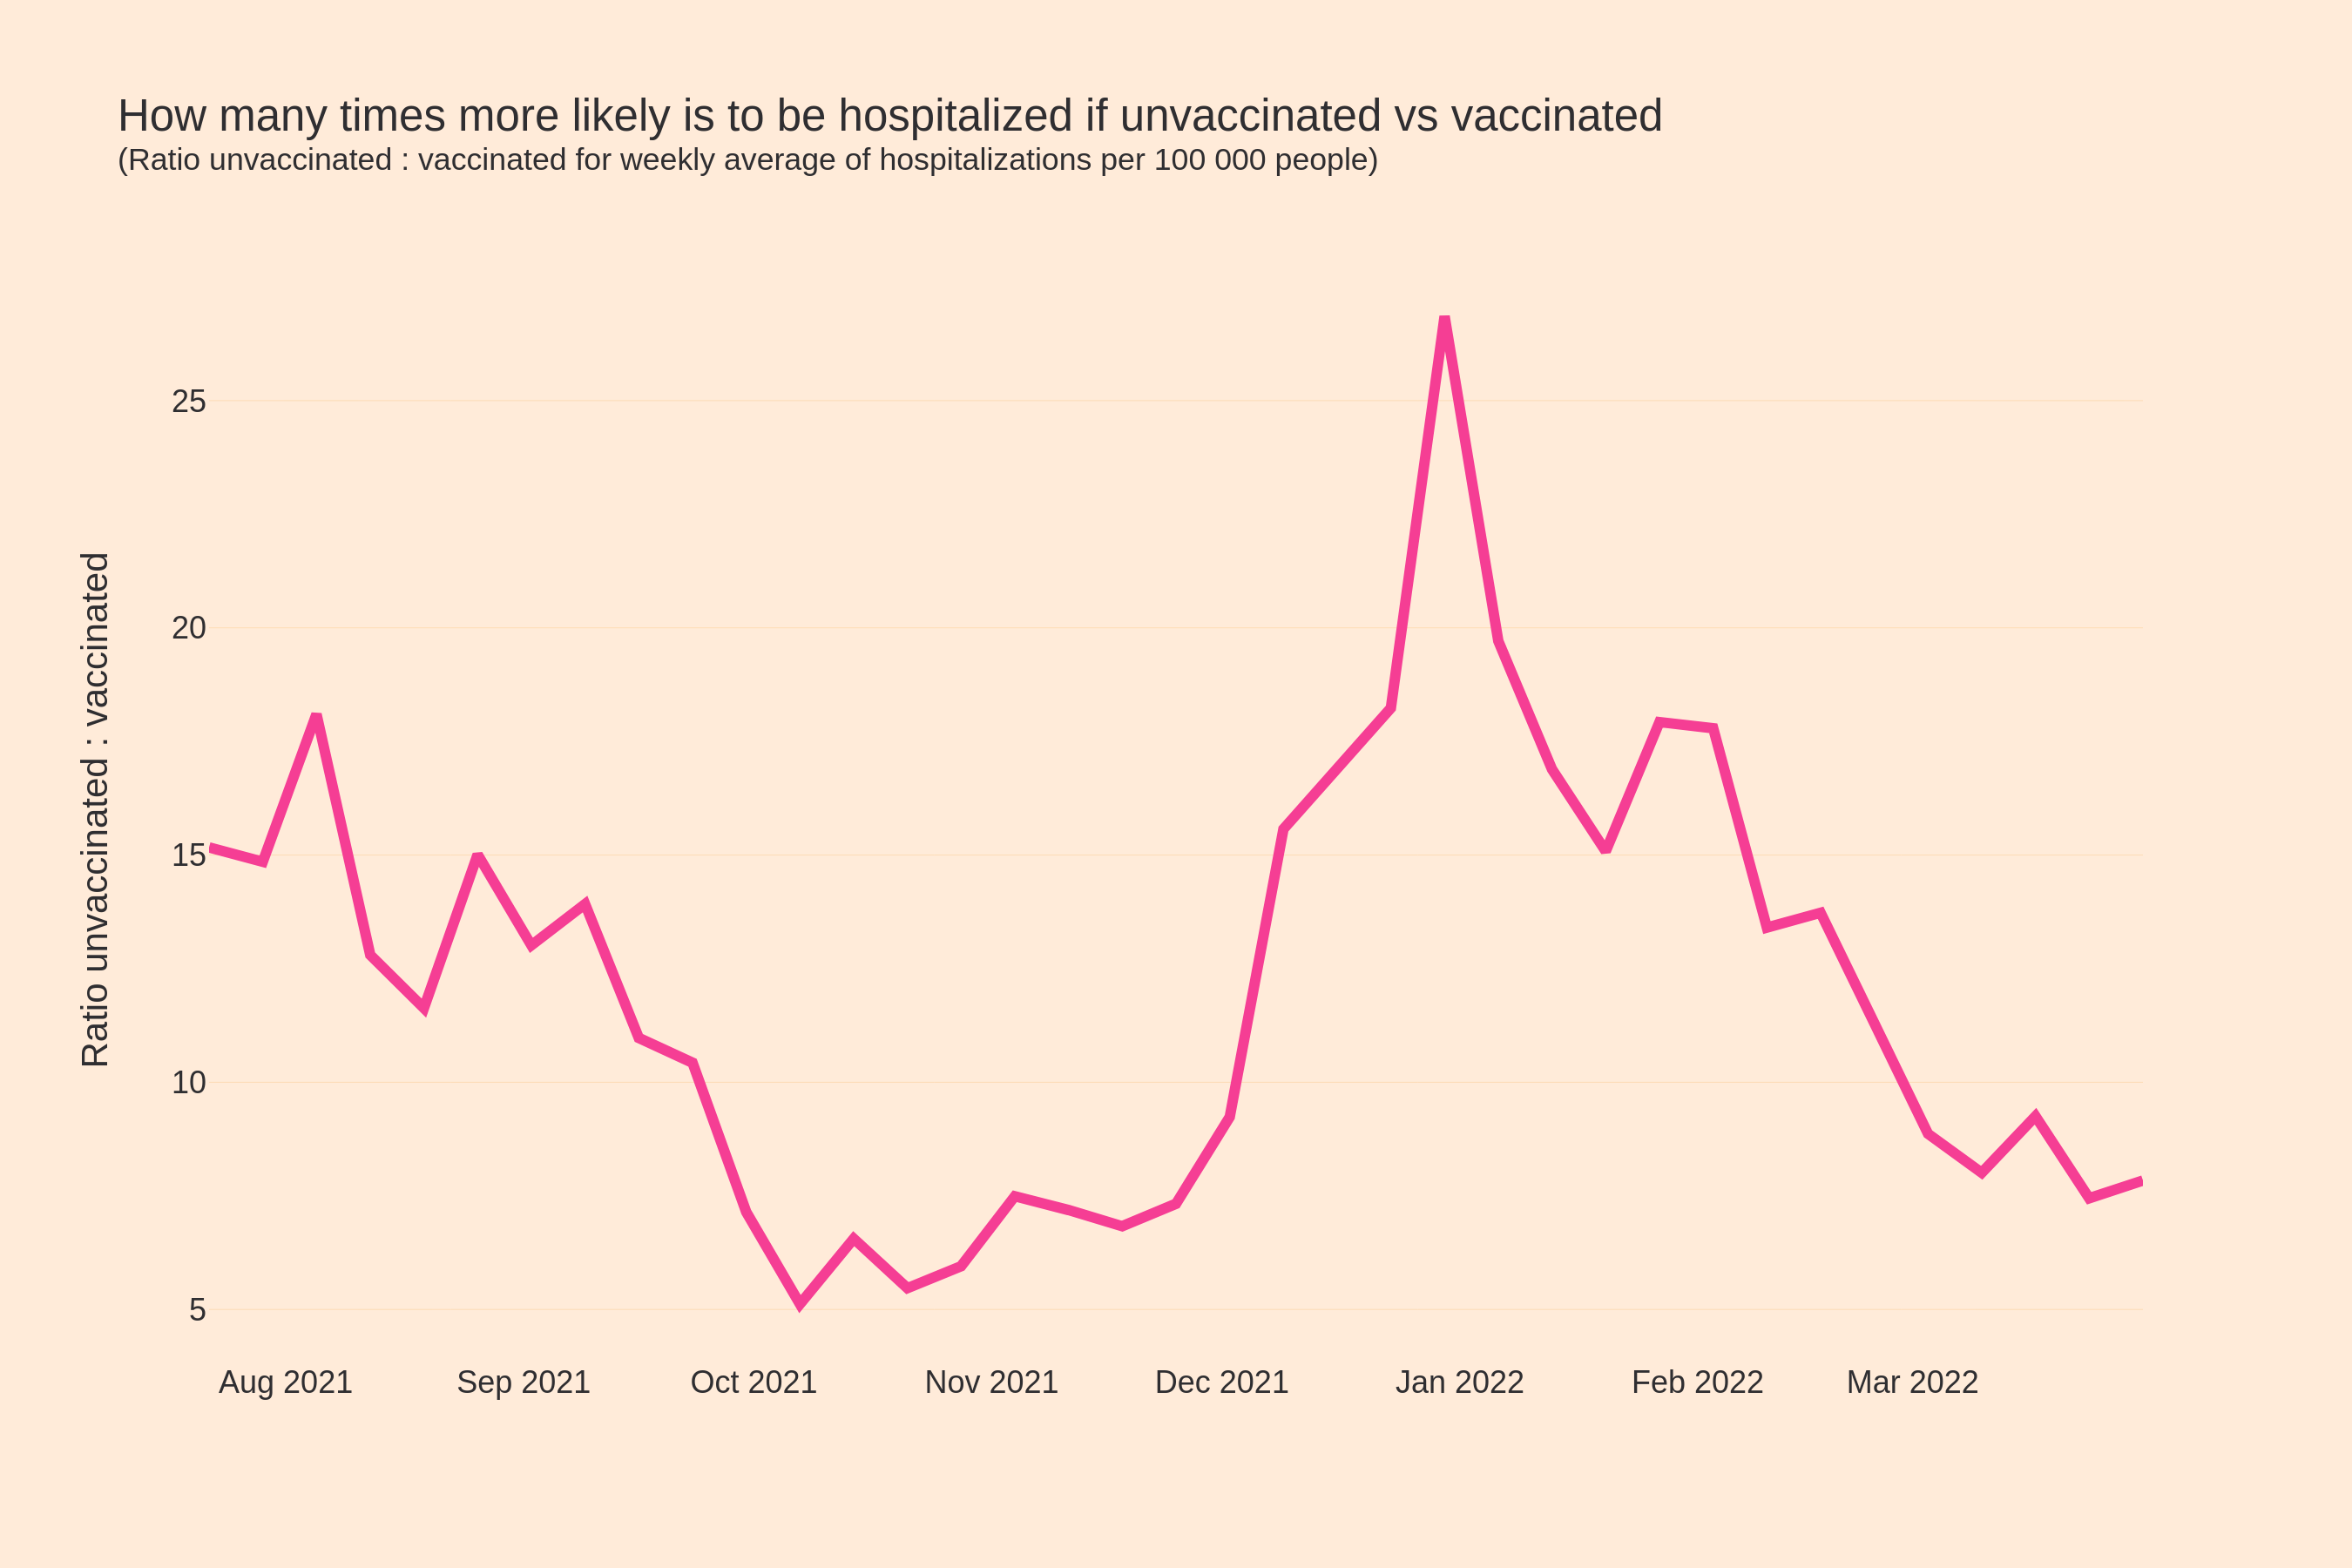 How many times more likely is to be hospitalized if unvaccinated vs vaccinated
(Ratio unvaccinated : vaccinated for weekly average of hospitalizations per 100 000 people)
Ratio unvaccinated : vaccinated
25
20
15
10
5
Aug 2021 Sep 2021 Oct 2021 Nov 2021 Dec 2021 Jan 2022 Feb 2022 Mar 2022